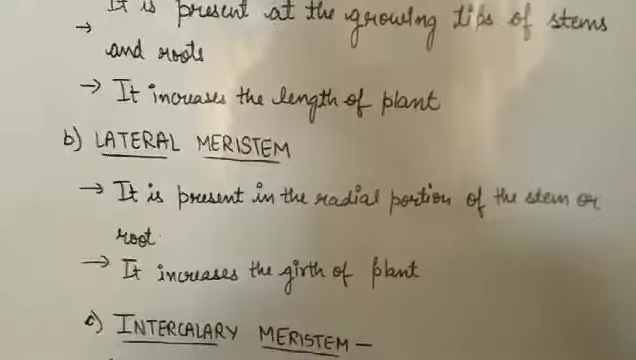 It is present at the growing tips of stems
→ and roots
→ It increases the length of plant
b) LATERAL MERISTEM
→ It is present in the radial portion of the stem or
root.
→ It increases the girth of plant
c) INTERCALARY MERISTEM —